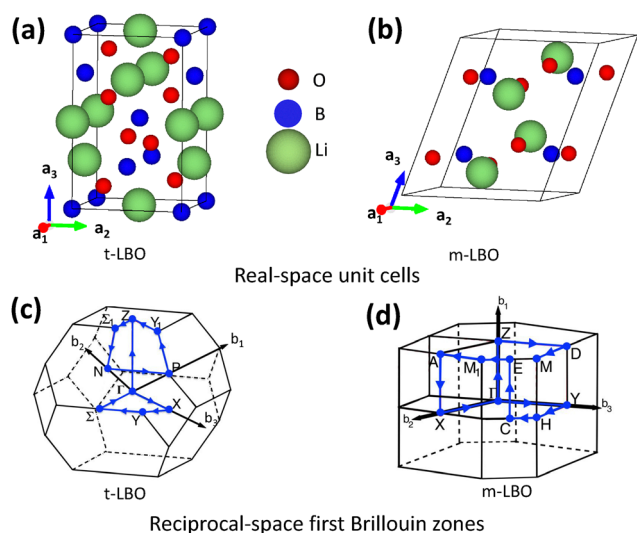 (a)
(b)
O
B
Li
a3
a1
a2
t-LBO
a3
a1
a2
m-LBO
Real-space unit cells
(c)
(d)
Σ1
Z
Y1
b2
b1
N
P
Γ
Σ
Y
X
b3
t-LBO
b1
Z
D
A
M1
E
M
Γ
b2
X
C
H
Y
b3
m-LBO
Reciprocal-space first Brillouin zones